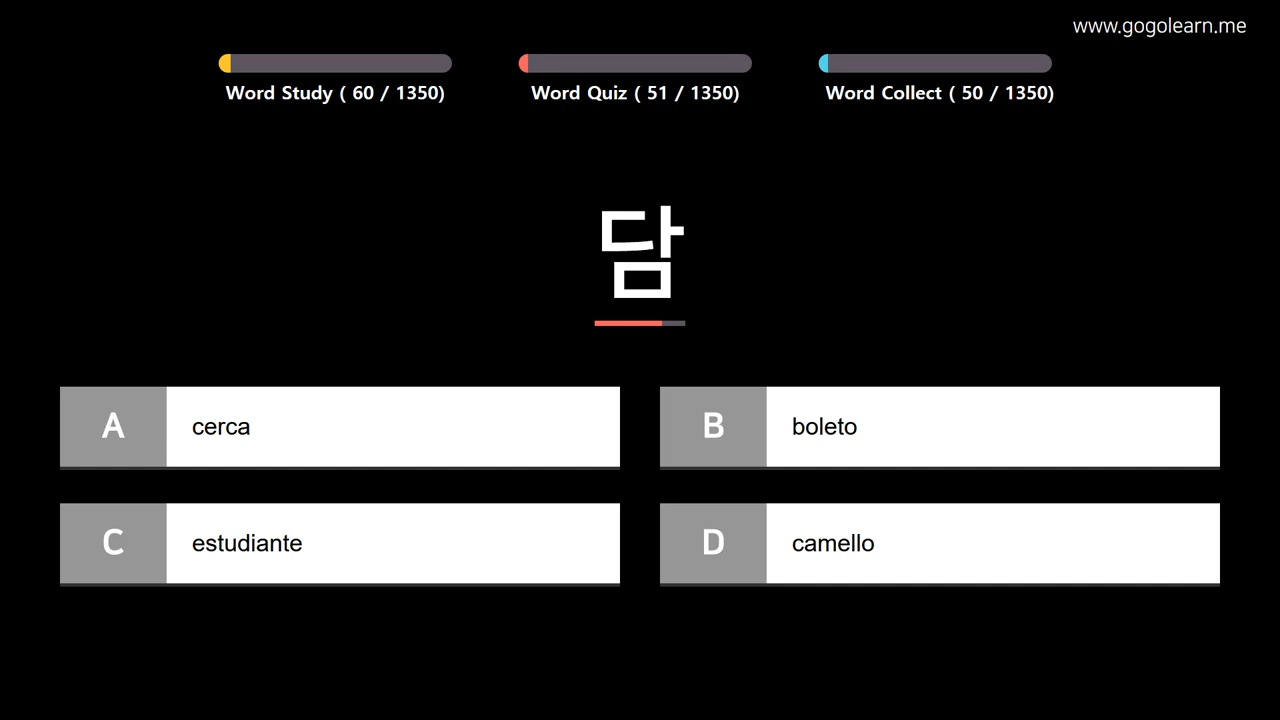 www.gogolearn.me
Word Study ( 60 / 1350)
Word Quiz ( 51 / 1350)
Word Collect ( 50 / 1350)
담
A cerca
B boleto
C estudiante
D camello